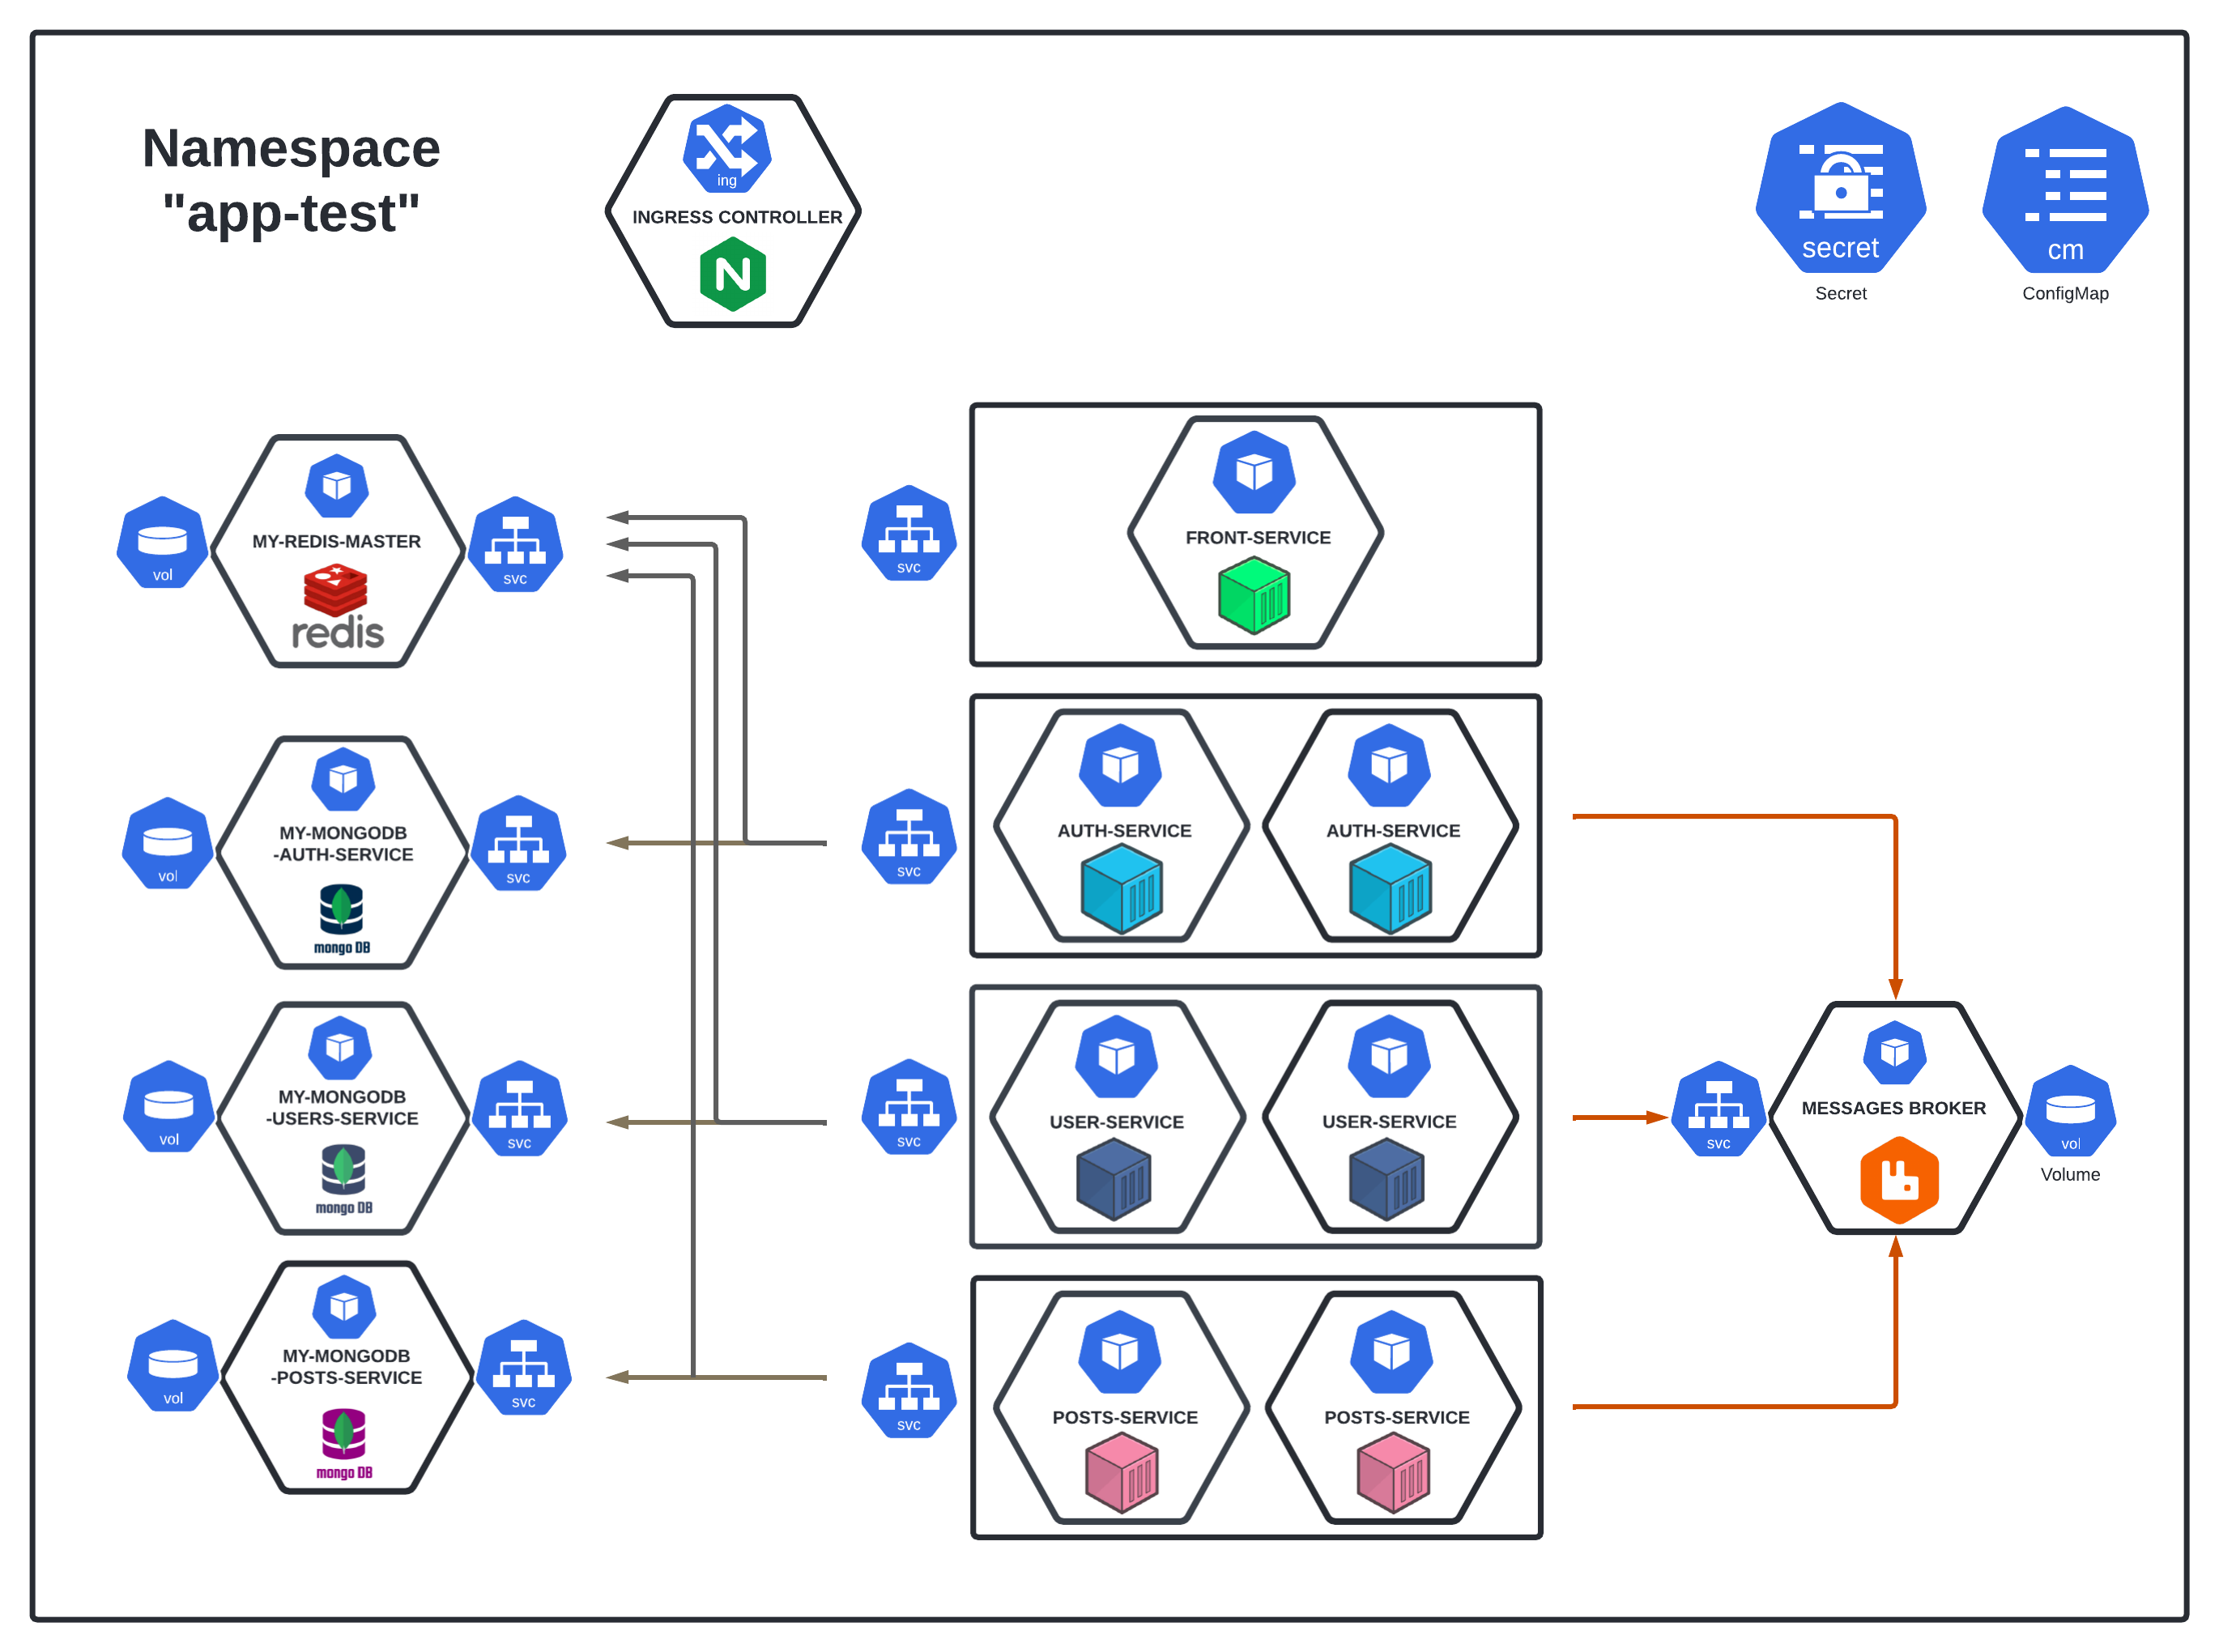 Namespace
"app-test"
ing
INGRESS CONTROLLER
secret
Secret
cm
ConfigMap
vol
MY-REDIS-MASTER
redis
svc
svc
FRONT-SERVICE
vol
MY-MONGODB
-AUTH-SERVICE
mongo DB
svc
svc
AUTH-SERVICE
AUTH-SERVICE
vol
MY-MONGODB
-USERS-SERVICE
mongo DB
svc
svc
USER-SERVICE
USER-SERVICE
svc
MESSAGES BROKER
vol
Volume
vol
MY-MONGODB
-POSTS-SERVICE
mongo DB
svc
svc
POSTS-SERVICE
POSTS-SERVICE